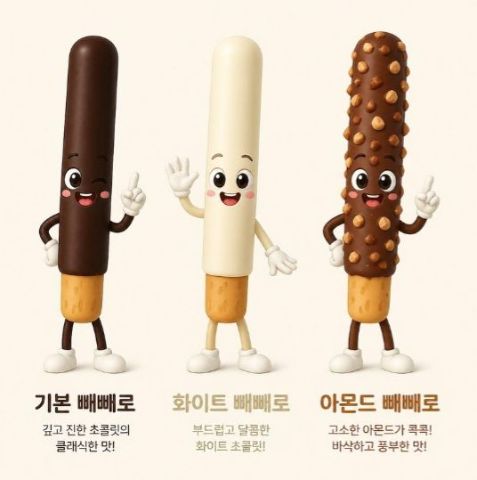 기본 빼빼로
깊고 진한 초콜릿의
클래식한 맛!
화이트 빼빼로
부드럽고 달콤한
화이트 초콜릿!
아몬드 빼빼로
고소한 아몬드가 콕콕!
바삭하고 풍부한 맛!